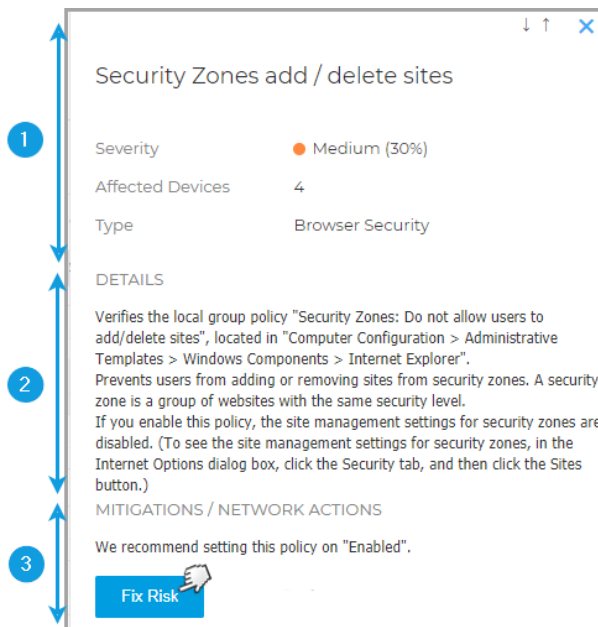 ↓ ↑ ×
Security Zones add / delete sites
1
Severity Medium (30%)
Affected Devices 4
Type Browser Security
DETAILS
Verifies the local group policy "Security Zones: Do not allow users to
add/delete sites", located in "Computer Configuration > Administrative
Templates > Windows Components > Internet Explorer".
Prevents users from adding or removing sites from security zones. A security
2
zone is a group of websites with the same security level.
If you enable this policy, the site management settings for security zones are
disabled. (To see the site management settings for security zones, in the
Internet Options dialog box, click the Security tab, and then click the Sites
button.)
MITIGATIONS / NETWORK ACTIONS
We recommend setting this policy on "Enabled".
3
Fix Risk